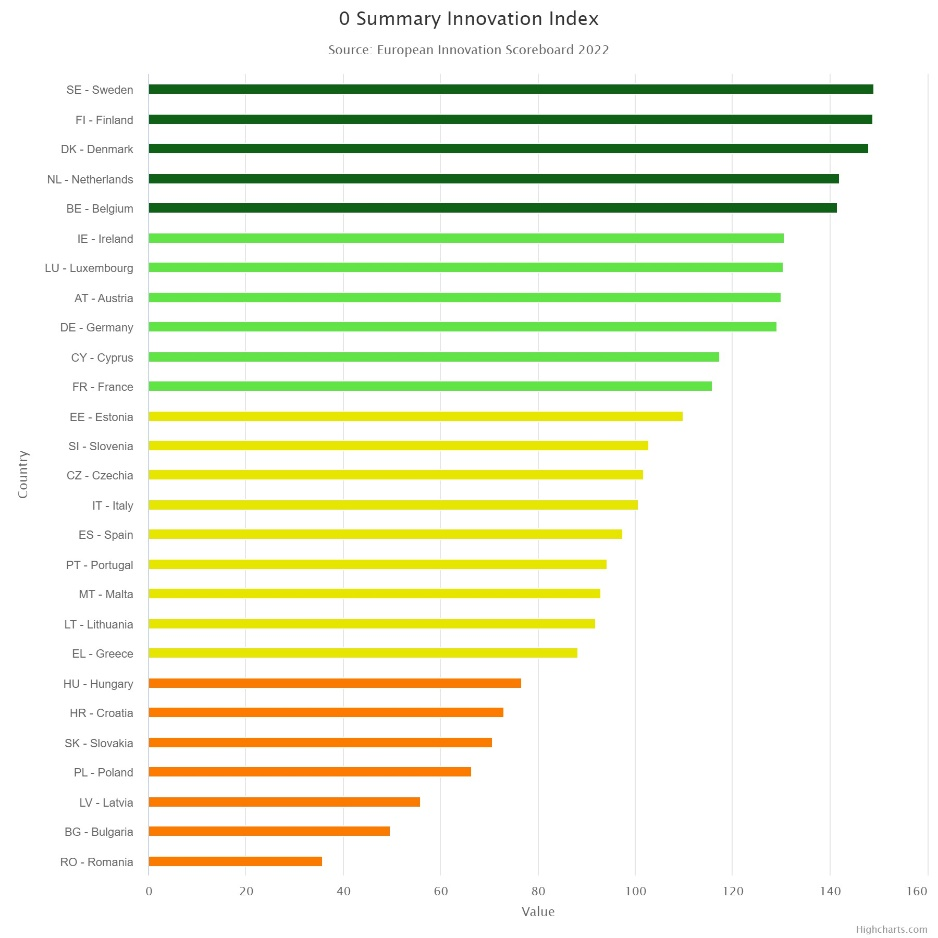 0 Summary Innovation Index
Source: European Innovation Scoreboard 2022
Country
SE - Sweden
FI - Finland
DK - Denmark
NL - Netherlands
BE - Belgium
IE - Ireland
LU - Luxembourg
AT - Austria
DE - Germany
CY - Cyprus
FR - France
EE - Estonia
SI - Slovenia
CZ - Czechia
IT - Italy
ES - Spain
PT - Portugal
MT - Malta
LT - Lithuania
EL - Greece
HU - Hungary
HR - Croatia
SK - Slovakia
PL - Poland
LV - Latvia
BG - Bulgaria
RO - Romania
0 20 40 60 80 100 120 140 160
Value
Highcharts.com